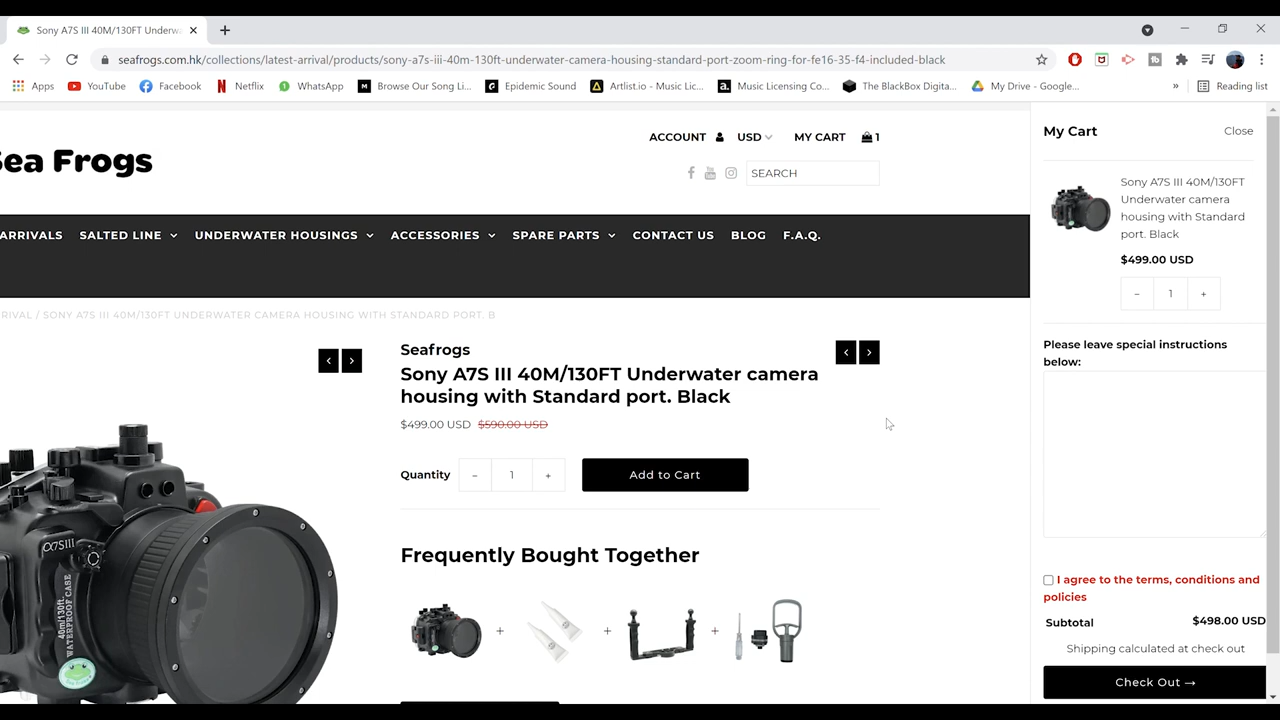 Sony A7S III 40M/130FT Underwa
seafrogs.com.hk/collections/latest-arrival/products/sony-a7s-iii-40m-130ft-underwater-camera-housing-standard-port-zoom-ring-for-fe16-35-f4-included-black
Apps YouTube Facebook Netflix WhatsApp Browse Our Song Li... Epidemic Sound Artlist.io - Music Lic... Music Licensing Co... The BlackBox Digita... My Drive - Google... » Reading list
ACCOUNT USD MY CART 1
Sea Frogs
SEARCH
ARRIVALS SALTED LINE UNDERWATER HOUSINGS ACCESSORIES SPARE PARTS CONTACT US BLOG F.A.Q.
RIVAL / SONY A7S III 40M/130FT UNDERWATER CAMERA HOUSING WITH STANDARD PORT. B
Seafrogs
Sony A7S III 40M/130FT Underwater camera
housing with Standard port. Black
$499.00 USD $590.00 USD
Quantity - 1 + Add to Cart
Frequently Bought Together
+ + +
α7SIII
40m/130ft
WATERPROOF CASE
My Cart Close
Sony A7S III 40M/130FT
Underwater camera
housing with Standard
port. Black
$499.00 USD
- 1 +
Please leave special instructions
below:
I agree to the terms, conditions and
policies
Subtotal $498.00 USD
Shipping calculated at check out
Check Out →